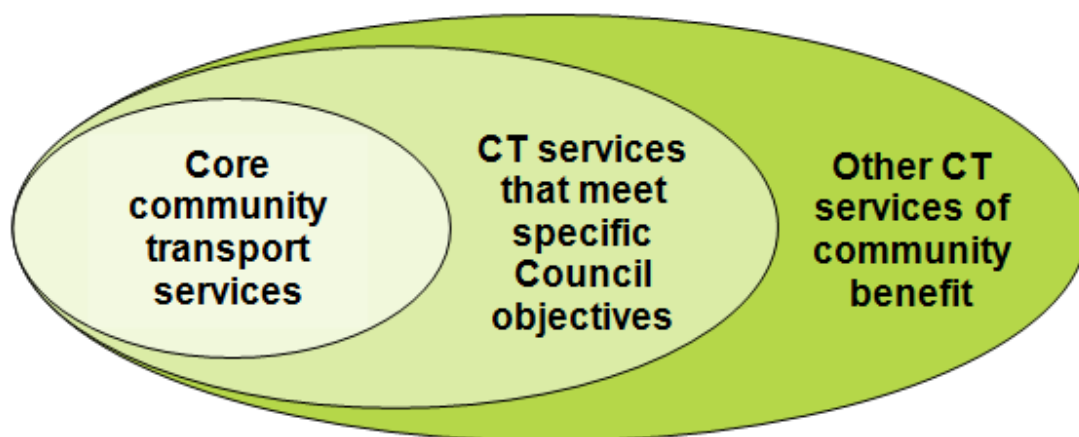 Core
community
transport
services
CT services
that meet
specific
Council
objectives
Other CT
services of
community
benefit